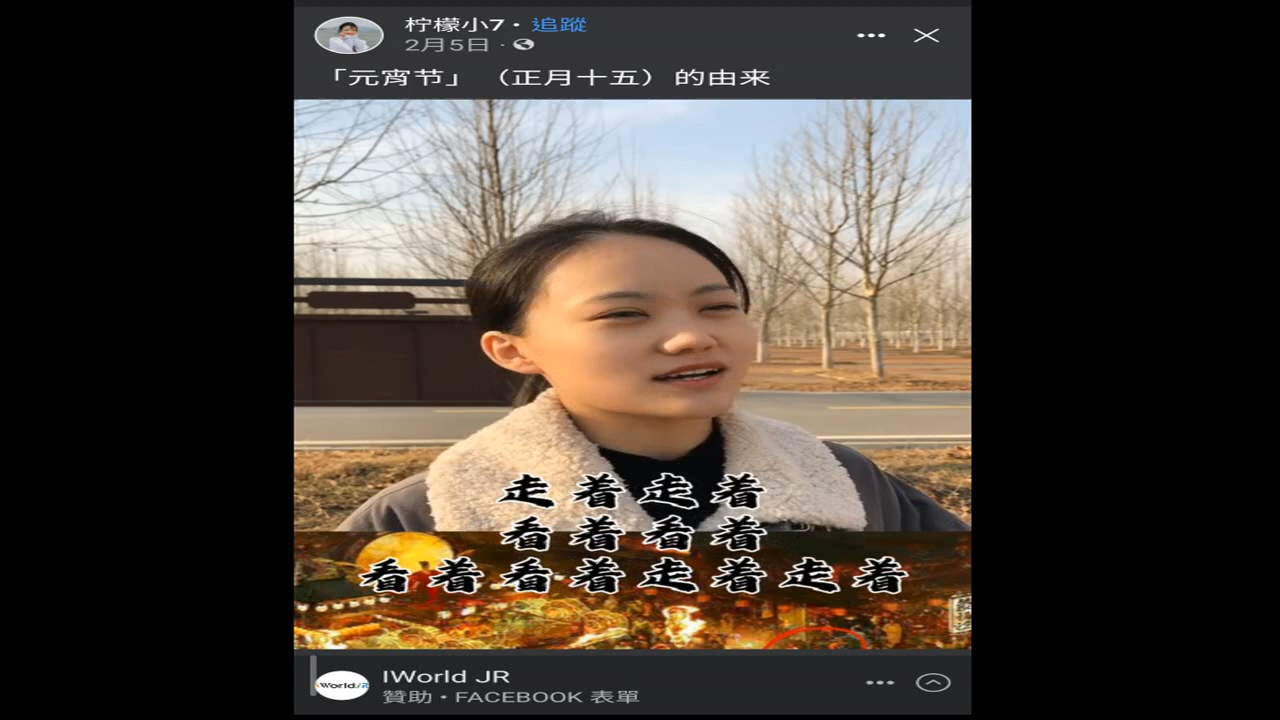 柠檬小7 · 追蹤
2月5日 ·
「元宵节」（正月十五）的由来
走着走着
看着看着
看着看着走着走着
IWorld JR
iWorldJR
贊助 · FACEBOOK 表單